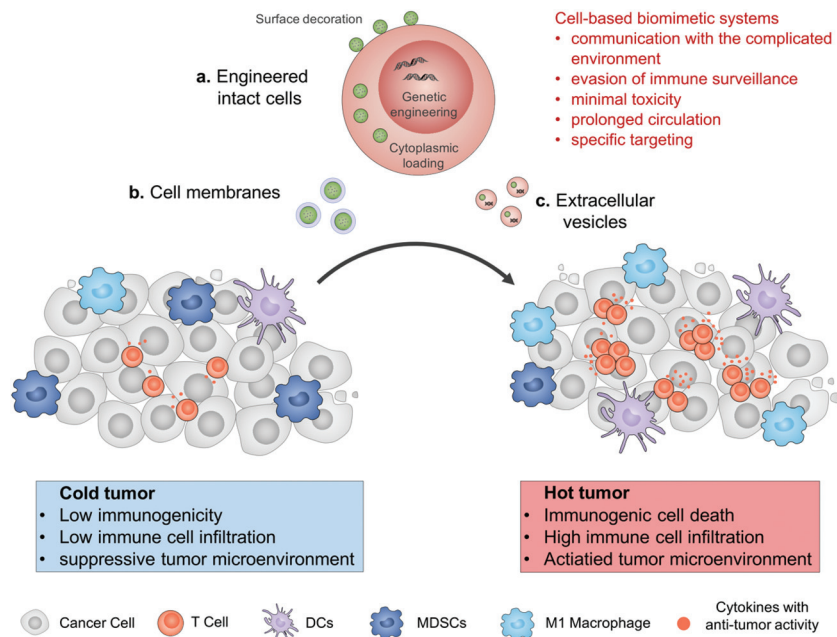 Surface decoration
a. Engineered
intact cells
Genetic
engineering
Cytoplasmic
loading
Cell-based biomimetic systems
• communication with the complicated
environment
• evasion of immune surveillance
• minimal toxicity
• prolonged circulation
• specific targeting
b. Cell membranes
c. Extracellular
vesicles
Cold tumor
• Low immunogenicity
• Low immune cell infiltration
• suppressive tumor microenvironment
Hot tumor
• Immunogenic cell death
• High immune cell infiltration
• Actiatied tumor microenvironment
Cancer Cell
T Cell
DCs
MDSCs
M1 Macrophage
Cytokines with
anti-tumor activity